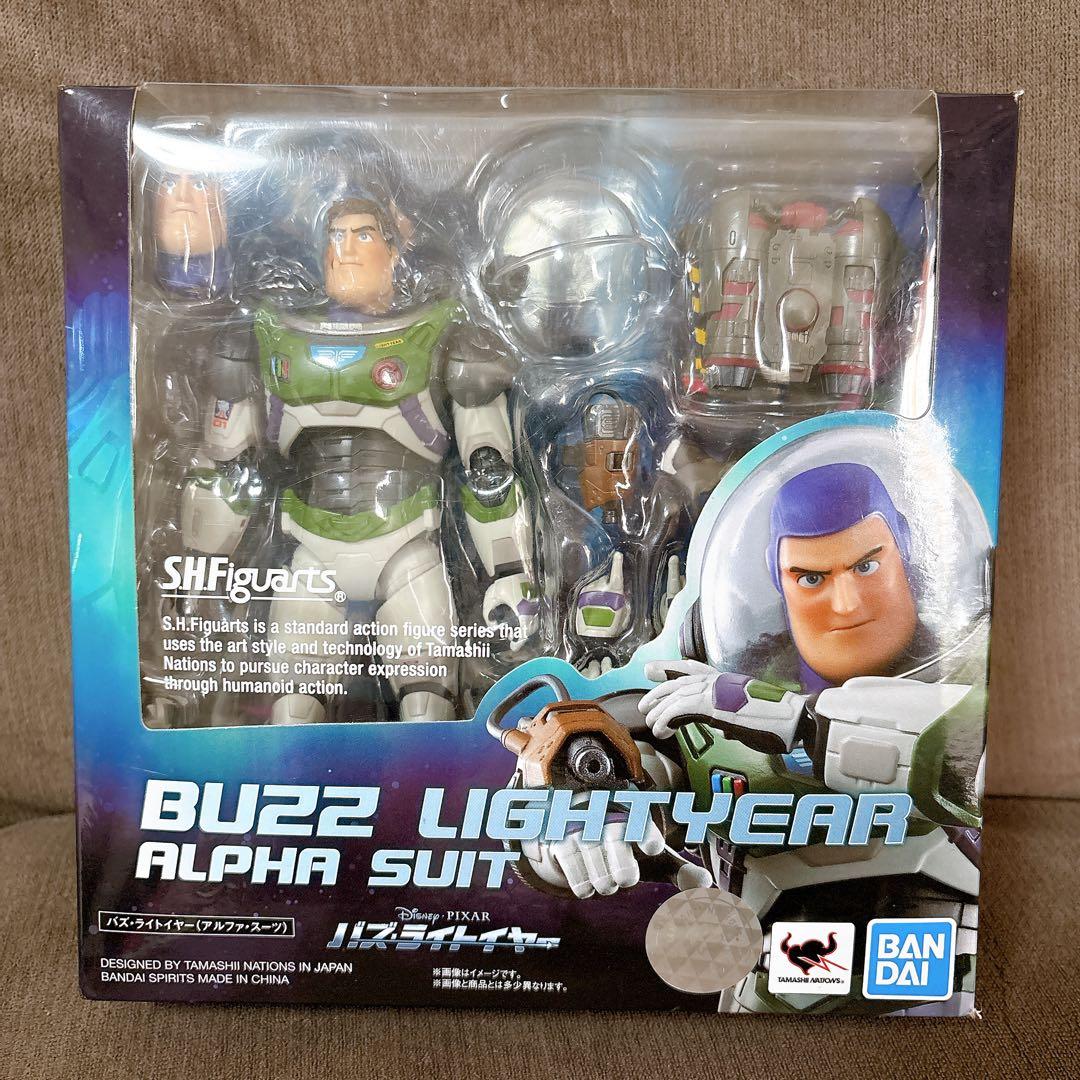 LIGHTYEAR
S.H.Figuarts®
S.H.Figuarts is a standard action figure series that
uses the art style and technology of Tamashii
Nations to pursue character expression
through humanoid action.
BUZZ LIGHTYEAR
ALPHA SUIT
バズ・ライトイヤー(アルファ・スーツ)
Disney・PIXAR
バズ・ライトイヤー
DESIGNED BY TAMASHII NATIONS IN JAPAN
BANDAI SPIRITS MADE IN CHINA
※画像はイメージです。
※画像と商品とは多少異なります。
TAMASHII NATIONS®
BAN
DAI